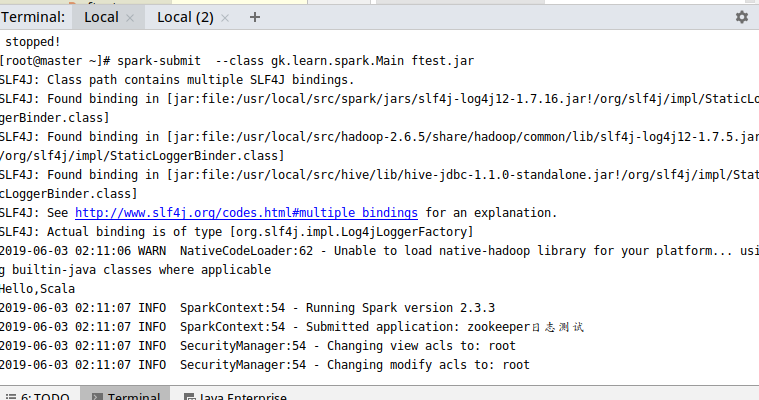 Terminal: Local × Local (2) × +
stopped!
[root@master ~]# spark-submit  --class gk.learn.spark.Main ftest.jar
SLF4J: Class path contains multiple SLF4J bindings.
SLF4J: Found binding in [jar:file:/usr/local/src/spark/jars/slf4j-log4j12-1.7.16.jar!/org/slf4j/impl/StaticLo
gerBinder.class]
SLF4J: Found binding in [jar:file:/usr/local/src/hadoop-2.6.5/share/hadoop/common/lib/slf4j-log4j12-1.7.5.jar
/org/slf4j/impl/StaticLoggerBinder.class]
SLF4J: Found binding in [jar:file:/usr/local/src/hive/lib/hive-jdbc-1.1.0-standalone.jar!/org/slf4j/impl/Stat
cLoggerBinder.class]
SLF4J: See http://www.slf4j.org/codes.html#multiple_bindings for an explanation.
SLF4J: Actual binding is of type [org.slf4j.impl.Log4jLoggerFactory]
2019-06-03 02:11:06 WARN  NativeCodeLoader:62 - Unable to load native-hadoop library for your platform... usi
g builtin-java classes where applicable
Hello,Scala
2019-06-03 02:11:07 INFO  SparkContext:54 - Running Spark version 2.3.3
2019-06-03 02:11:07 INFO  SparkContext:54 - Submitted application: zookeeper日志测试
2019-06-03 02:11:07 INFO  SecurityManager:54 - Changing view acls to: root
2019-06-03 02:11:07 INFO  SecurityManager:54 - Changing modify acls to: root
6: TODO Terminal Java Enterprise